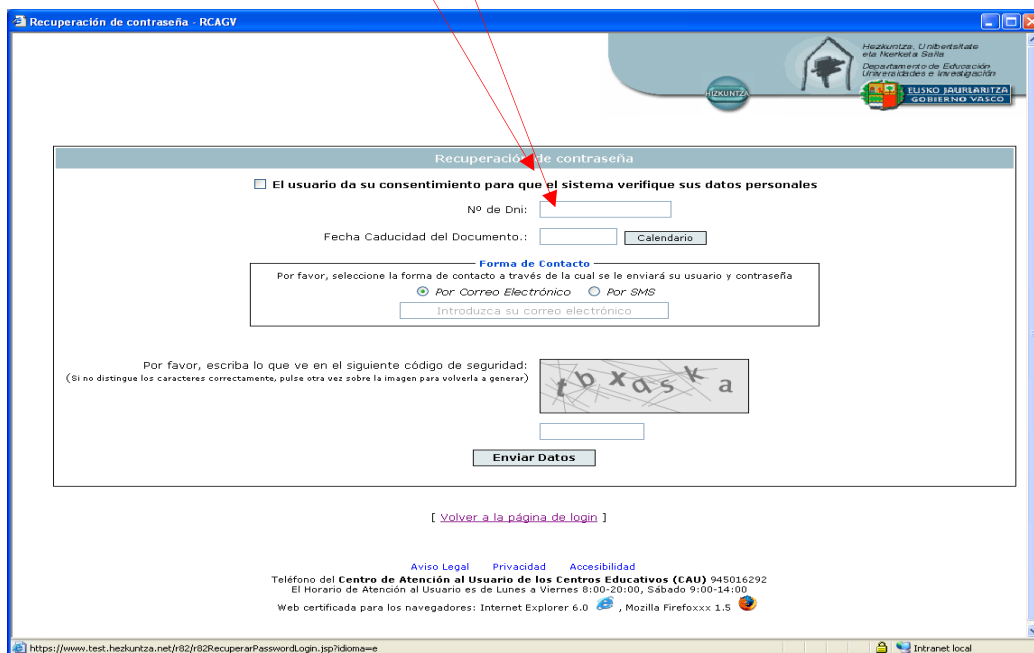 Recuperación de contraseña - RCAGV
Hezkuntza, Unibertsitate
eta Ikerketa Saila
Departamento de Educación
Universidades e Investigación
HIZKUNTZA
EUSKO JAURLARITZA
GOBIERNO VASCO
Recuperación de contraseña
El usuario da su consentimiento para que el sistema verifique sus datos personales
Nº de Dni:
Fecha Caducidad del Documento.: Calendario
Forma de Contacto
Por favor, seleccione la forma de contacto a través de la cual se le enviará su usuario y contraseña
Por Correo Electrónico Por SMS
Introduzca su correo electrónico
Por favor, escriba lo que ve en el siguiente código de seguridad:
(Si no distingue los caracteres correctamente, pulse otra vez sobre la imagen para volverla a generar)
tbxaska
Enviar Datos
[ Volver a la página de login ]
Aviso Legal Privacidad Accesibilidad
Teléfono del Centro de Atención al Usuario de los Centros Educativos (CAU) 945016292
El Horario de Atención al Usuario es de Lunes a Viernes 8:00-20:00, Sábado 9:00-14:00
Web certificada para los navegadores: Internet Explorer 6.0 , Mozilla Firefoxxx 1.5
https://www.test.hezkuntza.net/r82/r82RecuperarPasswordLogin.jsp?idioma=e Intranet local